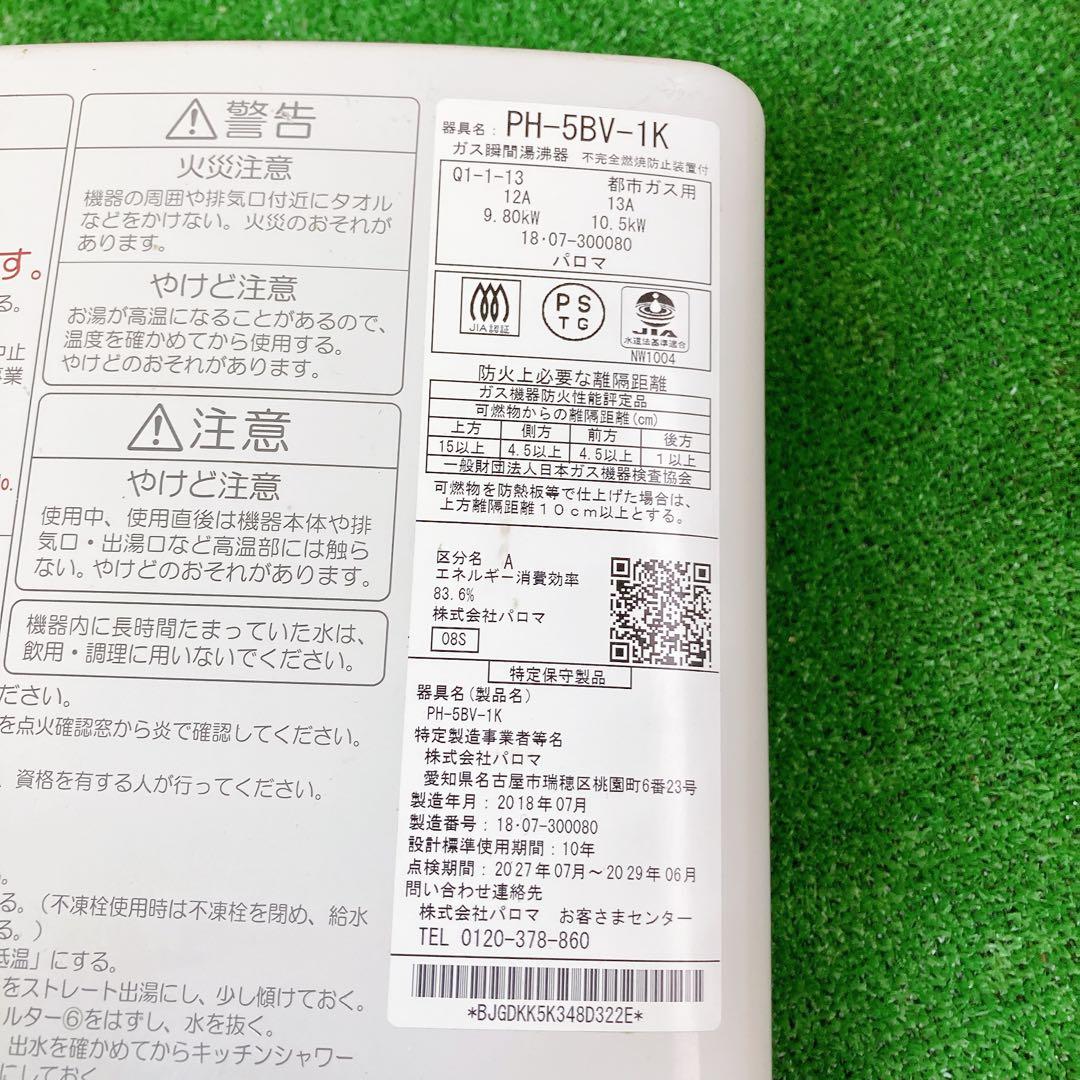 す。
る。
中止
事業
No.
警告
火災注意
機器の周囲や排気口付近にタオル
などをかけない。火災のおそれが
あります。
やけど注意
お湯が高温になることがあるので、
温度を確かめてから使用する。
やけどのおそれがあります。
注意
やけど注意
使用中、使用直後は機器本体や排
気口・出湯口など高温部には触ら
ない。やけどのおそれがあります。
機器内に長時間たまっていた水は、
飲用・調理に用いないでください。
ださい。
を点火確認窓から炎で確認してください。
、資格を有する人が行ってください。
る。(不凍栓使用時は不凍栓を閉め、給水
る。)
低温」にする。
をストレート出湯にし、少し傾けておく。
ルター⑥をはずし、水を抜く。
出水を確かめてからキッチンシャワー
にしておく
器具名: PH-5BV-1K
ガス瞬間湯沸器 不完全燃焼防止装置付
Q1-1-13 都市ガス用
12A 13A
9.80kW 10.5kW
18・07-300080
パロマ
JIA認証
PS
TG
JIA
水道法基準適合
NW1004
防火上必要な離隔距離
ガス機器防火性能評定品
可燃物からの離隔距離(cm)
上方 側方 前方 後方
15以上 4.5以上 4.5以上 1以上
一般財団法人日本ガス機器検査協会
可燃物を防熱板等で仕上げた場合は、
上方離隔距離10cm以上とする。
区分名 A
エネルギー消費効率
83.6%
株式会社パロマ
08S
特定保守製品
器具名(製品名)
PH-5BV-1K
特定製造事業者等名
株式会社パロマ
愛知県名古屋市瑞穂区桃園町6番23号
製造年月:2018年07月
製造番号:18・07-300080
設計標準使用期間:10年
点検期間:2027年07月~2029年06月
問い合わせ連絡先
株式会社パロマ お客さまセンター
TEL 0120-378-860
*BJGDKK5K348D322E*